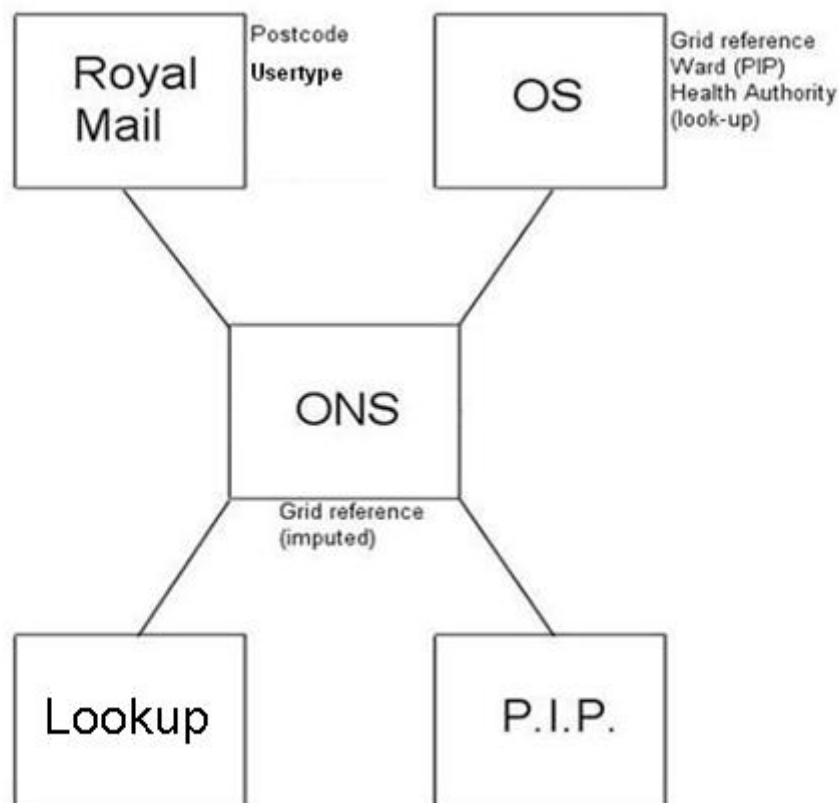 Royal
Mail
Postcode
Usertype
OS
Grid reference
Ward (PIP)
Health Authority
(look-up)
ONS
Grid reference
(imputed)
Lookup
P.I.P.